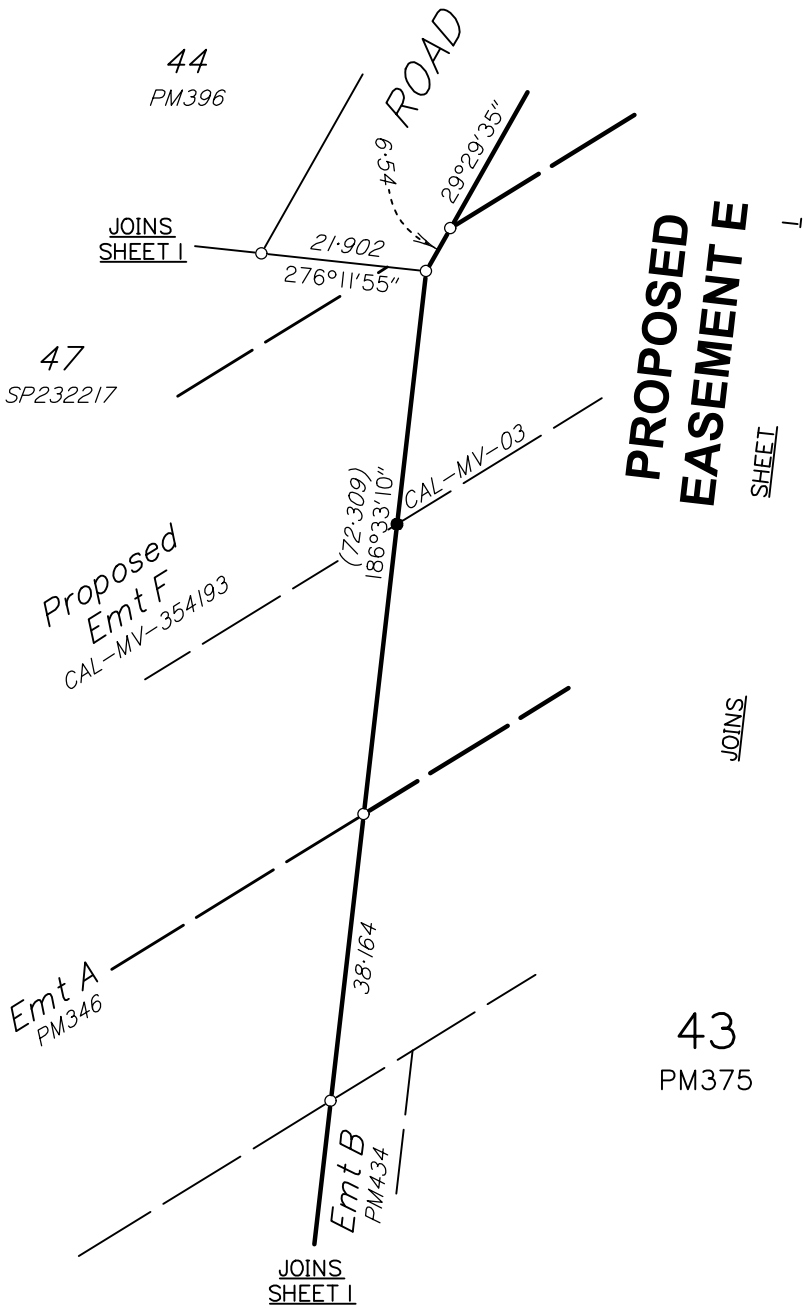 44
PM396
ROAD
6·54
29°29'35"
JOINS
SHEET 1
21·902
276°11'55"
47
SP232217
PROPOSED
EASEMENT E
SHEET
JOINS
CAL-MV-03
(72·309)
186°33'10"
Proposed
Emt F
CAL-MV-354193
Emt A
PM346
38·164
43
PM375
Emt B
PM434
JOINS
SHEET 1